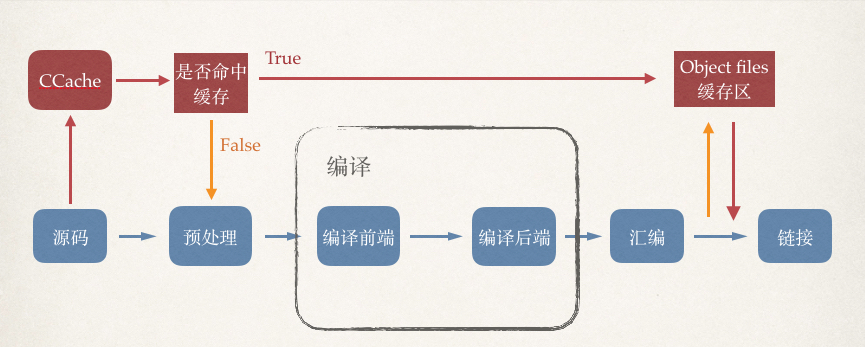 CCache
是否命中
缓存
True
Object files
缓存区
False
编译
源码
预处理
编译前端
编译后端
汇编
链接